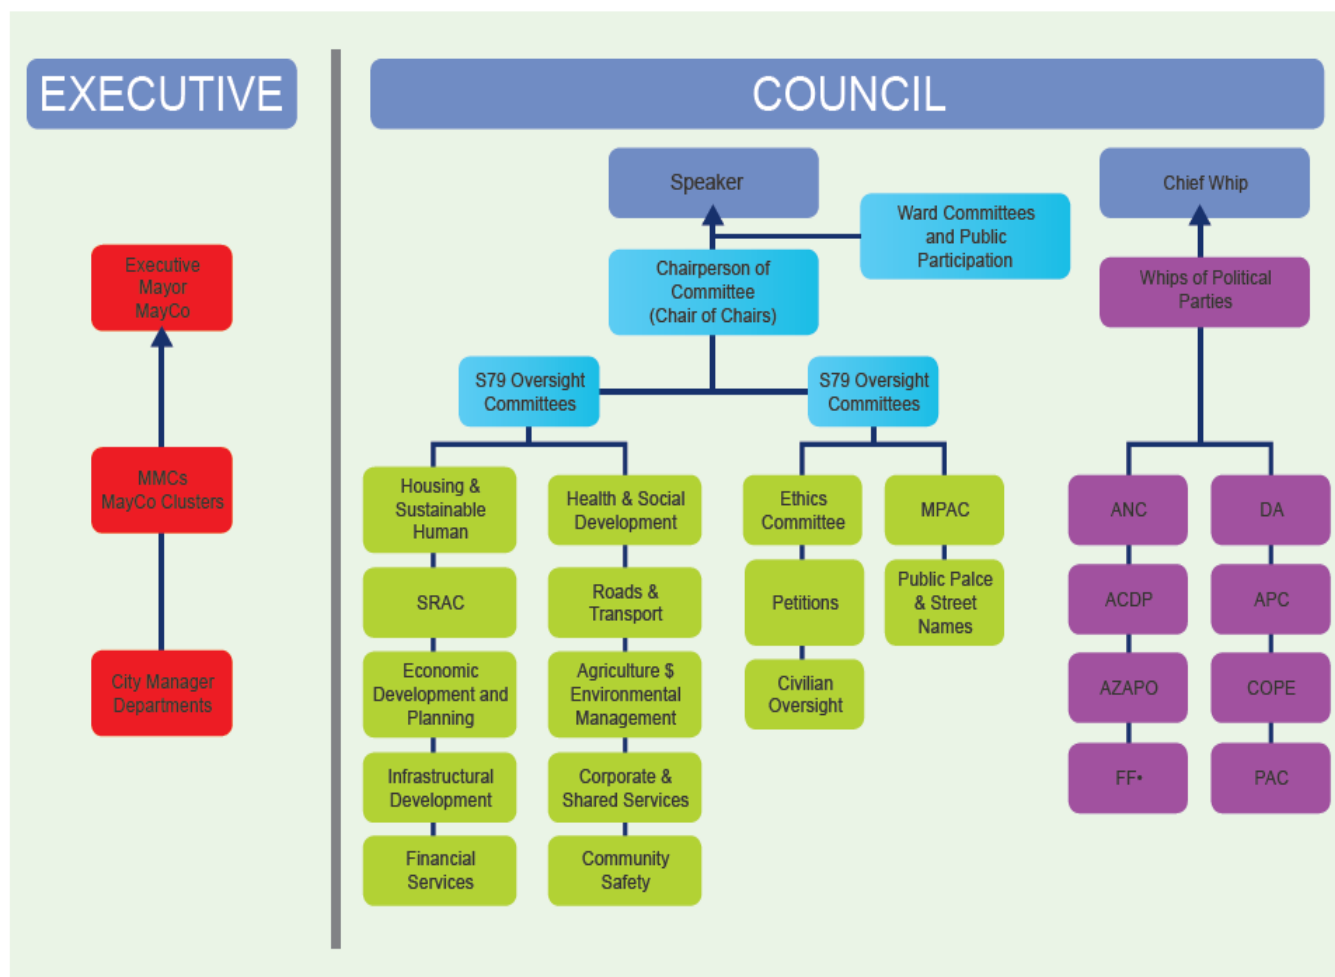 EXECUTIVE
COUNCIL
Executive
Mayor
MayCo
MMCs
MayCo Clusters
City Manager
Departments
Speaker
Ward Committees
and Public
Participation
Chairperson of
Committee
(Chair of Chairs)
S79 Oversight
Committees
S79 Oversight
Committees
Housing &
Sustainable
Human
SRAC
Economic
Development and
Planning
Infrastructural
Development
Financial
Services
Health & Social
Development
Roads &
Transport
Agriculture $
Environmental
Management
Corporate &
Shared Services
Community
Safety
Ethics
Committee
Petitions
Civilian
Oversight
MPAC
Public Palce
& Street
Names
Chief Whip
Whips of Political
Parties
ANC
ACDP
AZAPO
FF•
DA
APC
COPE
PAC